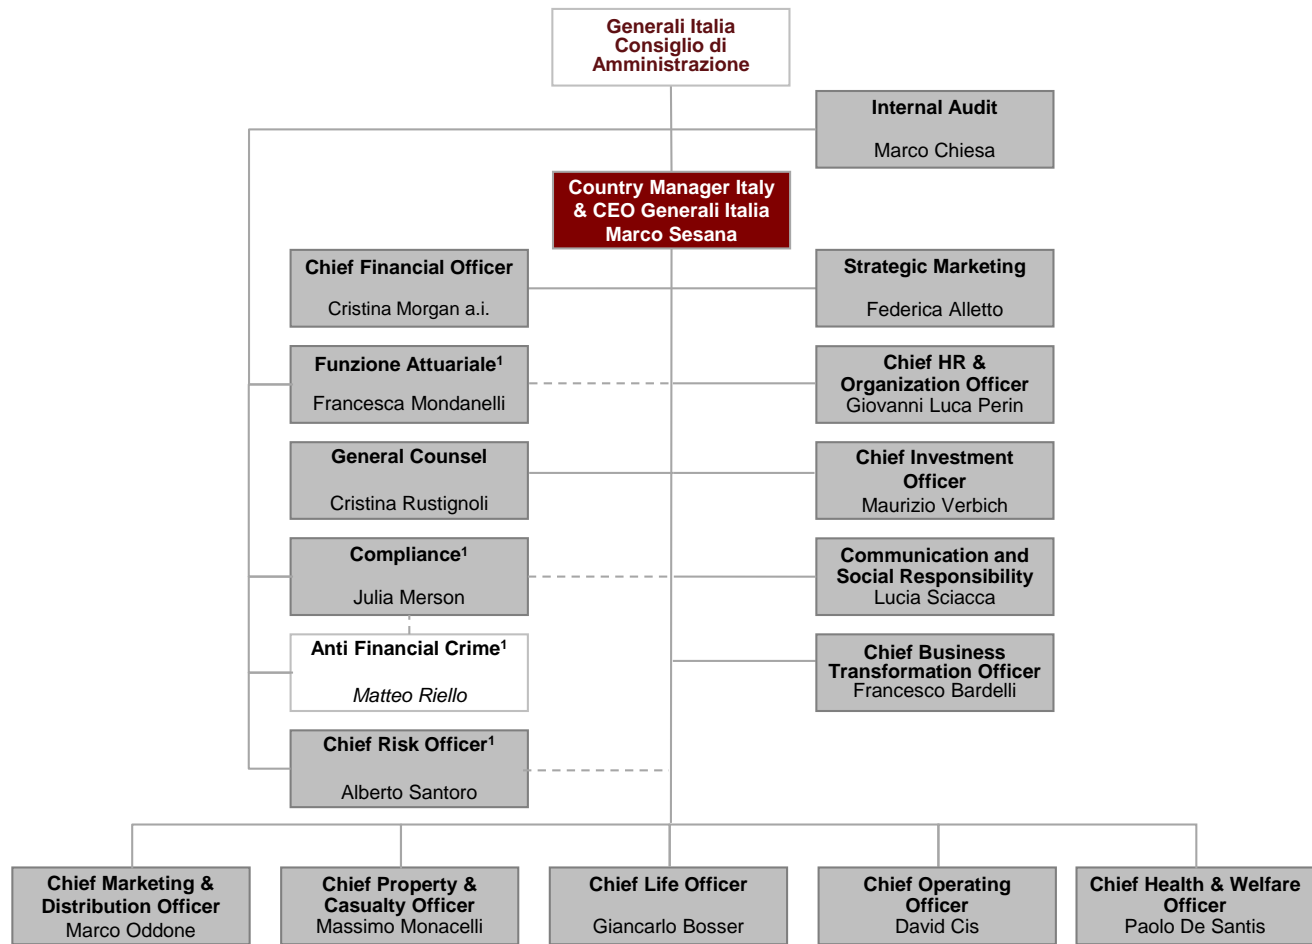 Generali Italia
Consiglio di
Amministrazione
Internal Audit
Marco Chiesa
Country Manager Italy
& CEO Generali Italia
Marco Sesana
Chief Financial Officer
Cristina Morgan a.i.
Strategic Marketing
Federica Alletto
Funzione Attuariale¹
Francesca Mondanelli
Chief HR &
Organization Officer
Giovanni Luca Perin
General Counsel
Cristina Rustignoli
Chief Investment
Officer
Maurizio Verbich
Compliance¹
Julia Merson
Communication and
Social Responsibility
Lucia Sciacca
Anti Financial Crime¹
Matteo Riello
Chief Business
Transformation Officer
Francesco Bardelli
Chief Risk Officer¹
Alberto Santoro
Chief Marketing &
Distribution Officer
Marco Oddone
Chief Property &
Casualty Officer
Massimo Monacelli
Chief Life Officer
Giancarlo Bosser
Chief Operating
Officer
David Cis
Chief Health & Welfare
Officer
Paolo De Santis